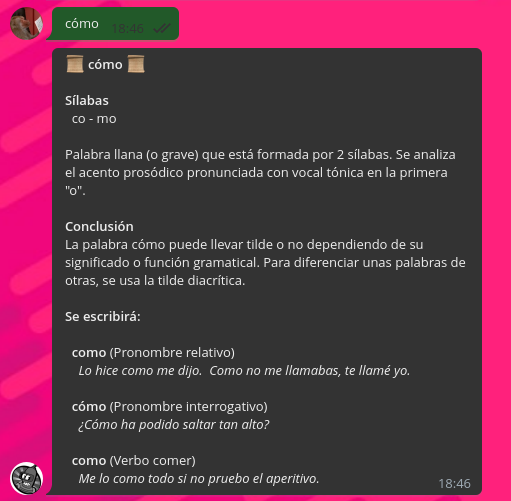 cómo 18:46
cómo
Sílabas
co - mo
Palabra llana (o grave) que está formada por 2 sílabas. Se analiza
el acento prosódico pronunciada con vocal tónica en la primera
"o".
Conclusión
La palabra cómo puede llevar tilde o no dependiendo de su
significado o función gramatical. Para diferenciar unas palabras de
otras, se usa la tilde diacrítica.
Se escribirá:
como (Pronombre relativo)
Lo hice como me dijo. Como no me llamabas, te llamé yo.
cómo (Pronombre interrogativo)
¿Cómo ha podido saltar tan alto?
como (Verbo comer)
Me lo como todo si no pruebo el aperitivo.
18:46